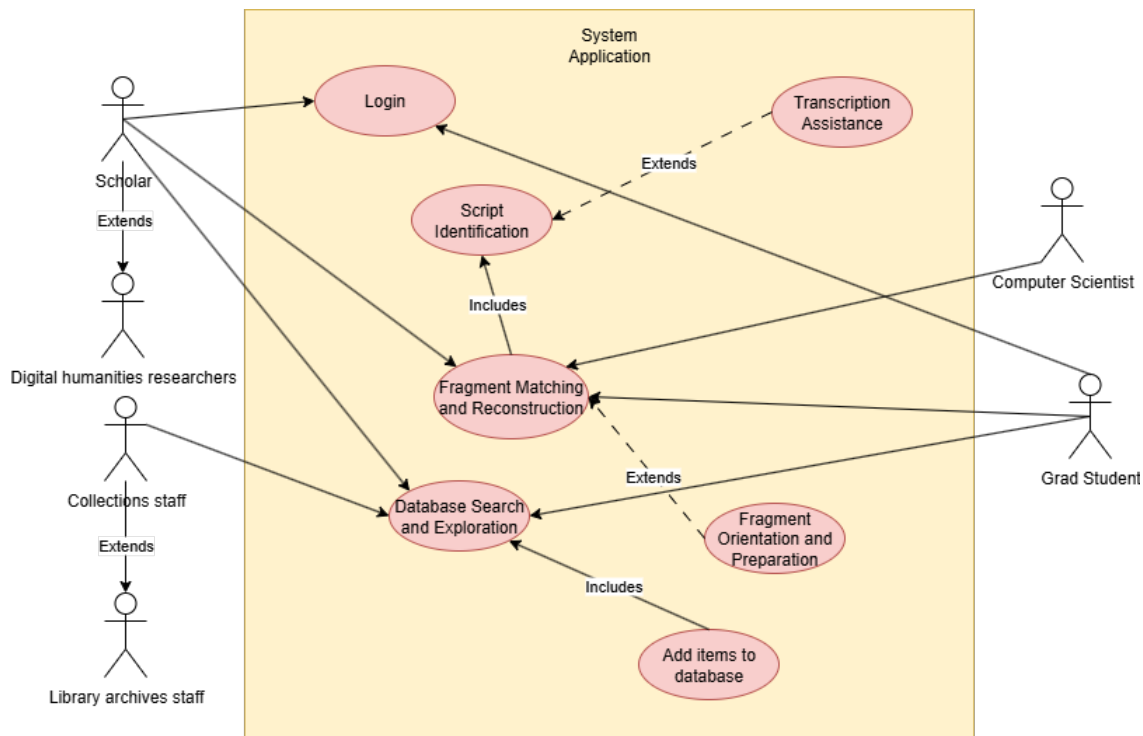 System
Application
Login
Transcription
Assistance
Extends
Scholar
Script
Identification
Extends
Computer Scientist
Includes
Digital humanities researchers
Fragment Matching
and Reconstruction
Grad Student
Extends
Collections staff
Database Search
and Exploration
Fragment
Orientation and
Preparation
Extends
Includes
Add items to
database
Library archives staff